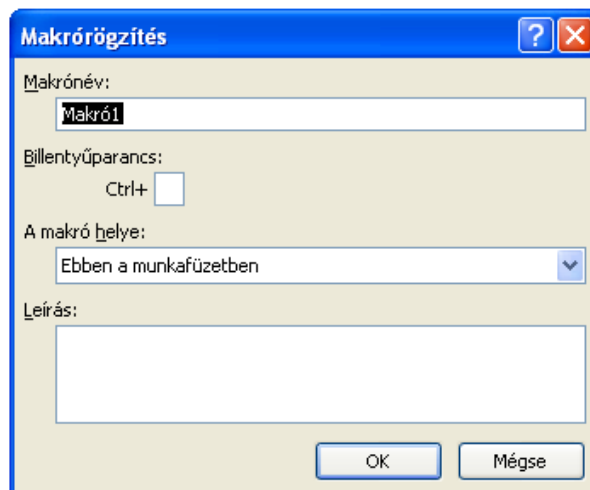 Makrórögzítés
Makrónév:
Makró1
Billentyűparancs:
Ctrl+
A makró helye:
Ebben a munkafüzetben
Leírás:
OK Mégse